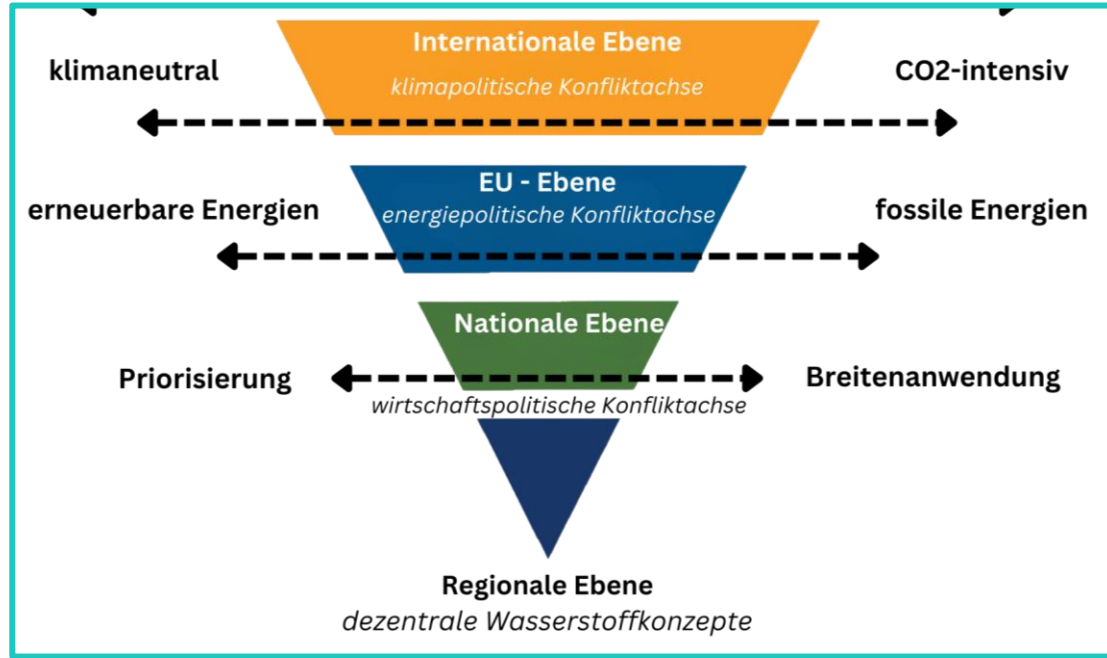 Internationale Ebene
klimaneutral
CO2-intensiv
klimapolitische Konfliktachse
EU - Ebene
erneuerbare Energien
energiepolitische Konfliktachse
fossile Energien
Nationale Ebene
Priorisierung
Breitenanwendung
wirtschaftspolitische Konfliktachse
Regionale Ebene
dezentrale Wasserstoffkonzepte